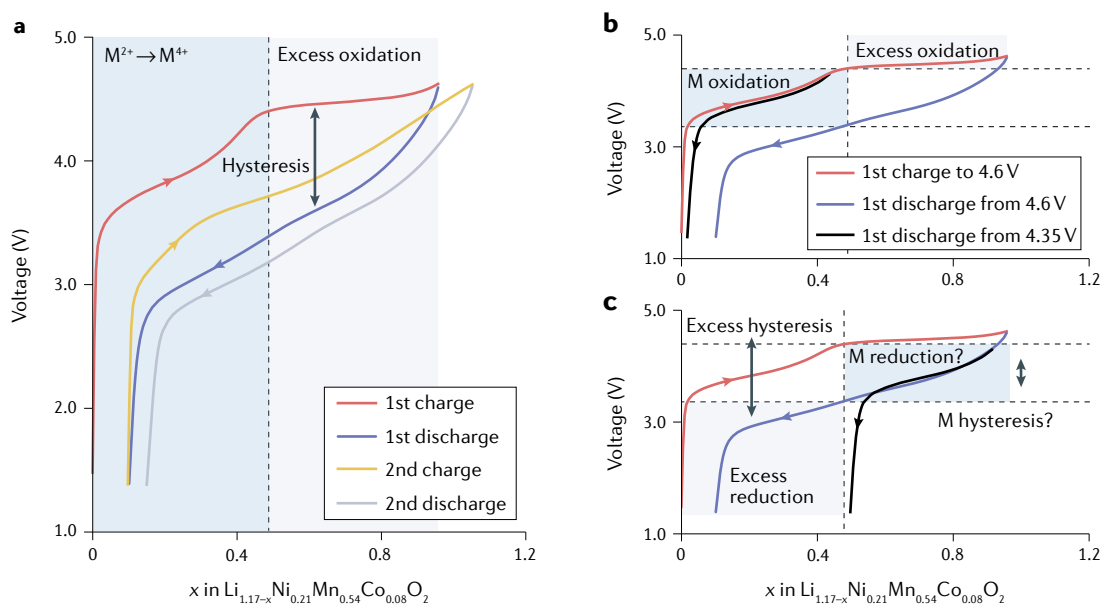 a
5.0
4.0
3.0
2.0
1.0
Voltage (V)
M²⁺→M⁴⁺
Excess oxidation
Hysteresis
1st charge
1st discharge
2nd charge
2nd discharge
0
0.4
0.8
1.2
x in Li₁.₁₇₋ₓNi₀.₂₁Mn₀.₅₄Co₀.₀₈O₂
b
5.0
3.0
1.0
Voltage (V)
Excess oxidation
M oxidation
1st charge to 4.6 V
1st discharge from 4.6 V
1st discharge from 4.35 V
0
0.4
0.8
1.2
c
5.0
3.0
1.0
Voltage (V)
Excess hysteresis
M reduction?
M hysteresis?
Excess
reduction
0
0.4
0.8
1.2
x in Li₁.₁₇₋ₓNi₀.₂₁Mn₀.₅₄Co₀.₀₈O₂